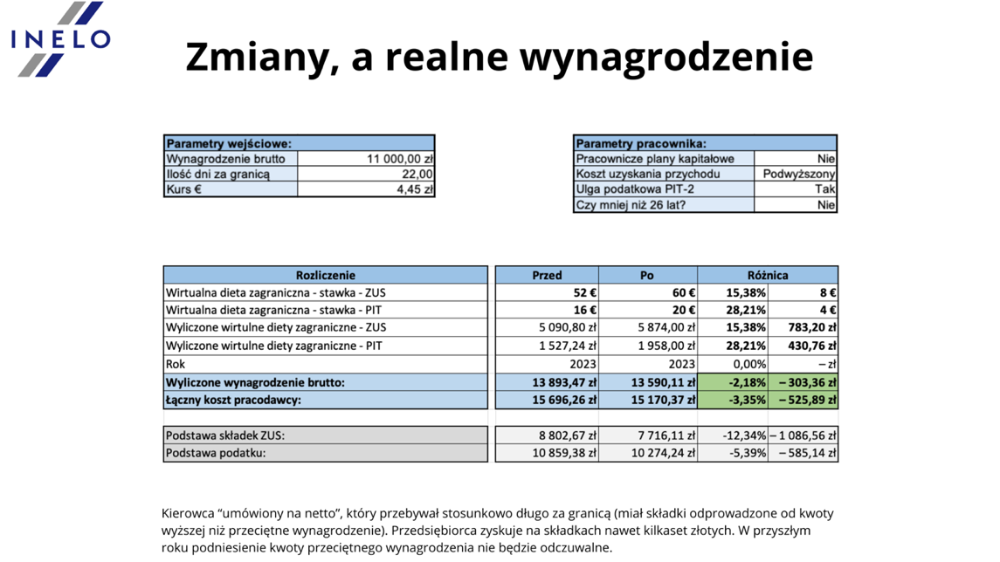 INELO
Zmiany, a realne wynagrodzenie
Parametry wejściowe:
Wynagrodzenie brutto 11 000,00 zł
Ilość dni za granicą 22,00
Kurs € 4,45 zł
Parametry pracownika:
Pracownicze plany kapitałowe Nie
Koszt uzyskania przychodu Podwyższony
Ulga podatkowa PIT-2 Tak
Czy mniej niż 26 lat? Nie
Rozliczenie Przed Po Różnica
Wirtualna dieta zagraniczna - stawka - ZUS 52 € 60 € 15,38% 8 €
Wirtualna dieta zagraniczna - stawka - PIT 16 € 20 € 28,21% 4 €
Wyliczone wirtulne diety zagraniczne - ZUS 5 090,80 zł 5 874,00 zł 15,38% 783,20 zł
Wyliczone wirtulne diety zagraniczne - PIT 1 527,24 zł 1 958,00 zł 28,21% 430,76 zł
Rok 2023 2023 0,00% – zł
Wyliczone wynagrodzenie brutto: 13 893,47 zł 13 590,11 zł -2,18% – 303,36 zł
Łączny koszt pracodawcy: 15 696,26 zł 15 170,37 zł -3,35% – 525,89 zł
Podstawa składek ZUS: 8 802,67 zł 7 716,11 zł -12,34% – 1 086,56 zł
Podstawa podatku: 10 859,38 zł 10 274,24 zł -5,39% – 585,14 zł
Kierowca “umówiony na netto”, który przebywał stosunkowo długo za granicą (miał składki odprowadzone od kwoty
wyższej niż przeciętne wynagrodzenie). Przedsiębiorca zyskuje na składkach nawet kilkaset złotych. W przyszłym
roku podniesienie kwoty przeciętnego wynagrodzenia nie będzie odczuwalne.